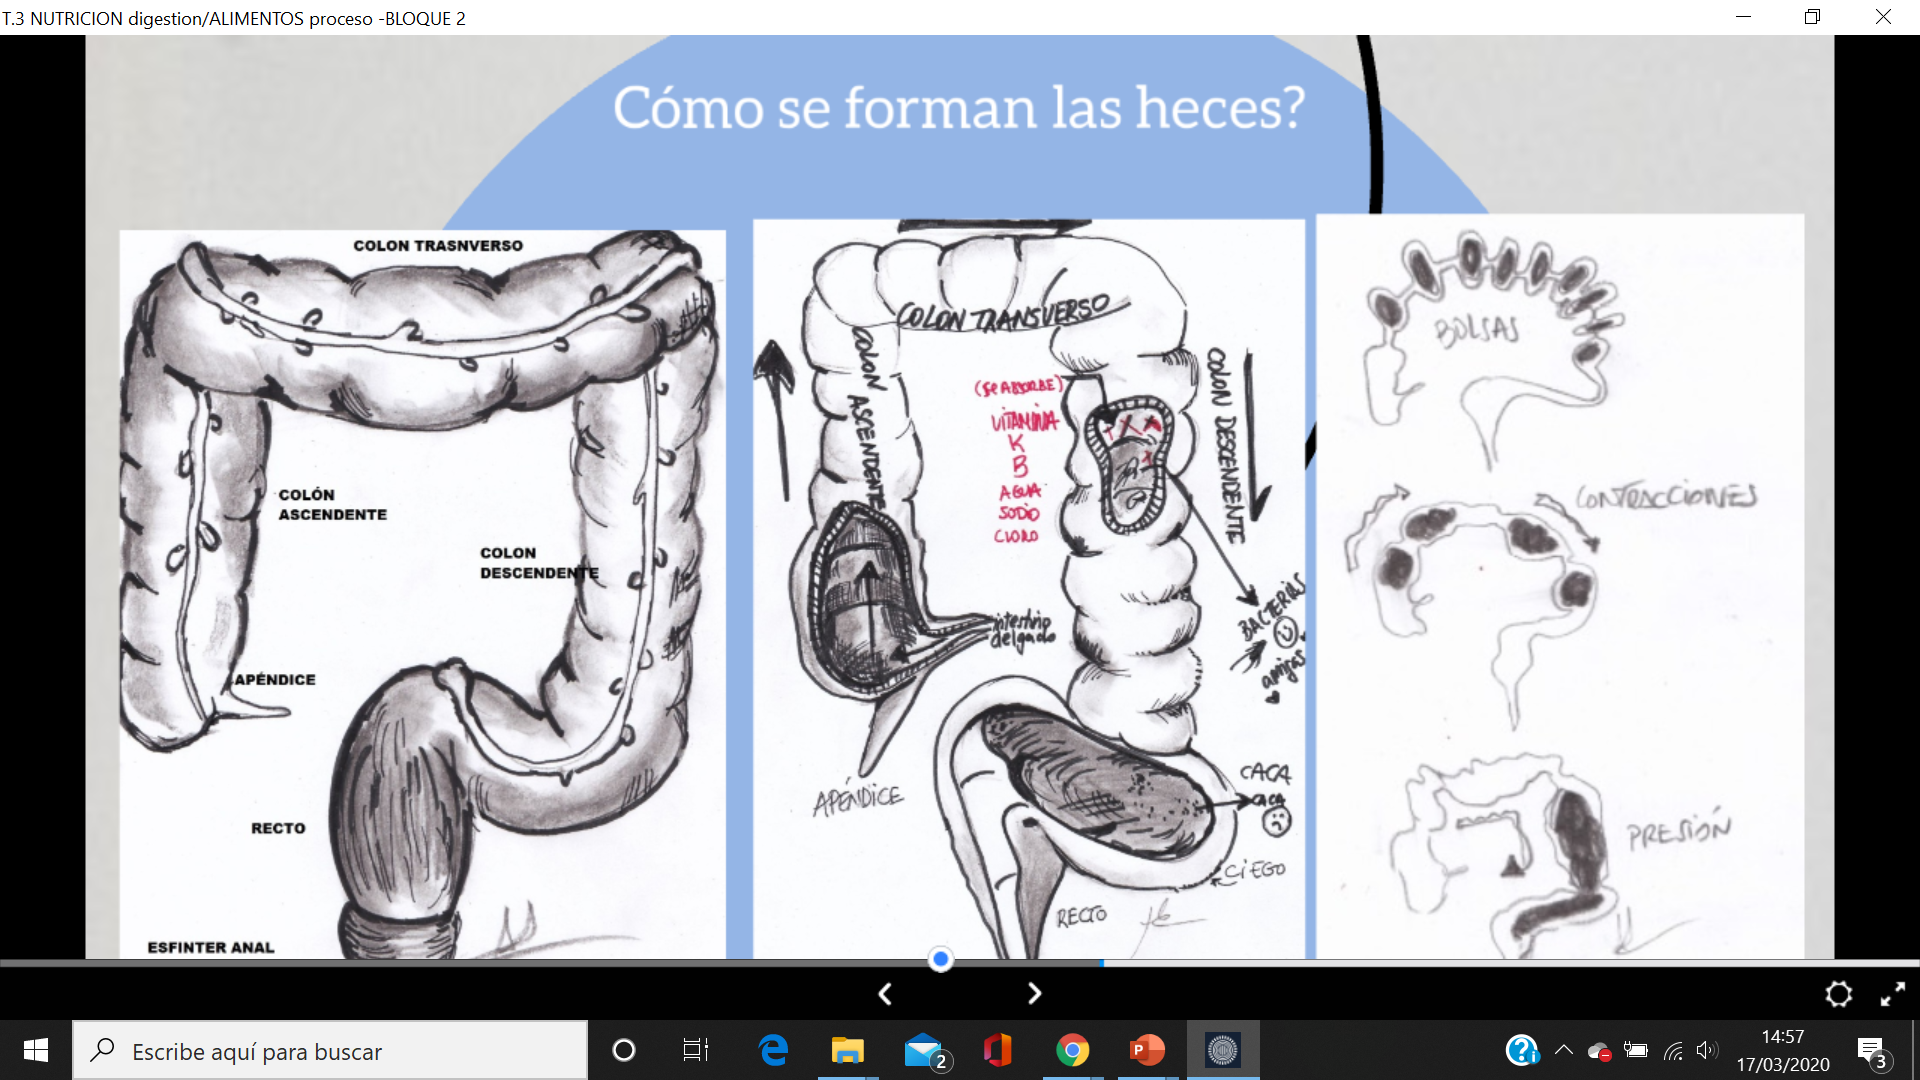 T.3 NUTRICION digestion/ALIMENTOS proceso -BLOQUE 2
Cómo se forman las heces?
COLON TRASNVERSO
COLÓN
ASCENDENTE
COLON
DESCENDENTE
APÉNDICE
RECTO
ESFINTER ANAL
COLON TRANSVERSO
COLON ASCENDENTE
(SE ABSORBE)
VITAMINA
K
B
AGUA
SODIO
CLORO
COLON DESCENDENTE
intestino
delgado
BACTERIAS
amigas
APÉNDICE
CACA
CACA
CIEGO
RECTO
BOLSAS
CONTRACCIONES
PRESIÓN
Escribe aquí para buscar
2
14:57
17/03/2020
3